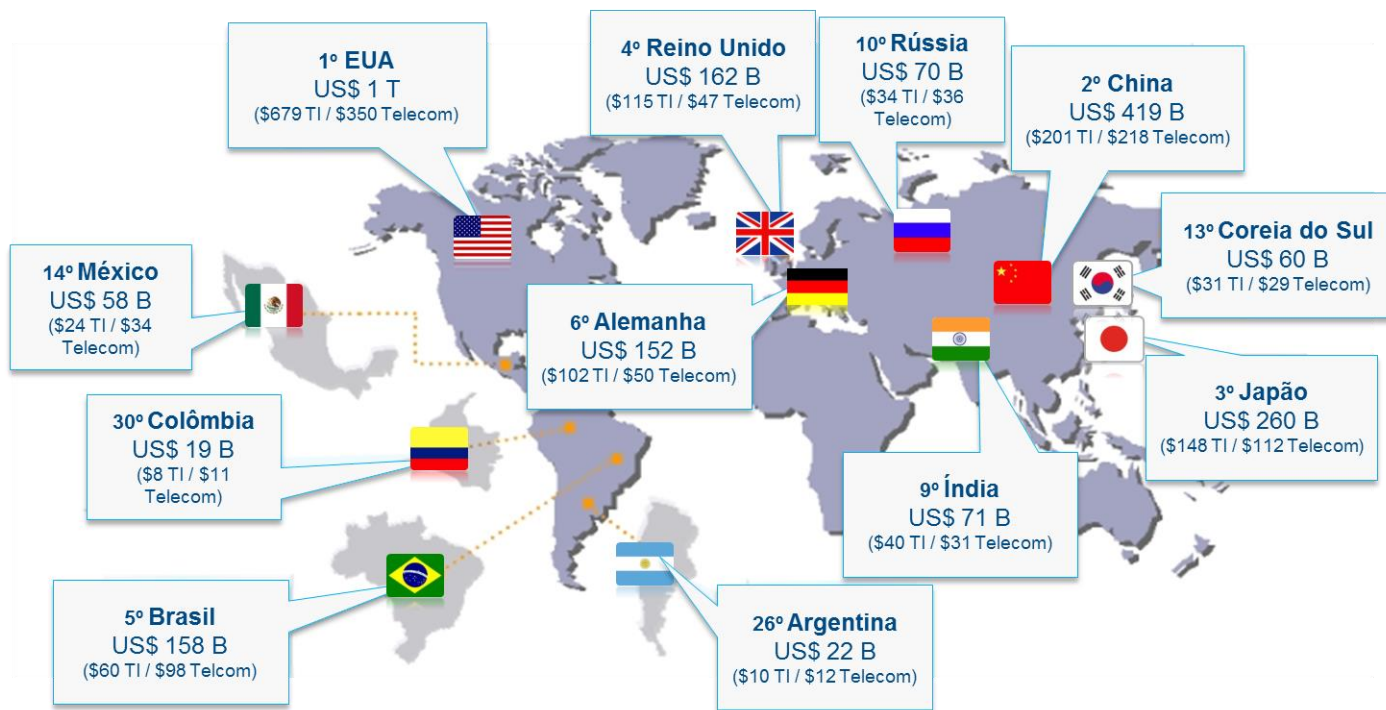 1º EUA
US$ 1 T
($679 TI / $350 Telecom)
4º Reino Unido
US$ 162 B
($115 TI / $47 Telecom)
10º Rússia
US$ 70 B
($34 TI / $36
Telecom)
2º China
US$ 419 B
($201 TI / $218 Telecom)
13º Coreia do Sul
US$ 60 B
($31 TI / $29 Telecom)
14º México
US$ 58 B
($24 TI / $34
Telecom)
6º Alemanha
US$ 152 B
($102 TI / $50 Telecom)
3º Japão
US$ 260 B
($148 TI / $112 Telecom)
30º Colômbia
US$ 19 B
($8 TI / $11
Telecom)
9º Índia
US$ 71 B
($40 TI / $31 Telecom)
5º Brasil
US$ 158 B
($60 TI / $98 Telcom)
26º Argentina
US$ 22 B
($10 TI / $12 Telecom)